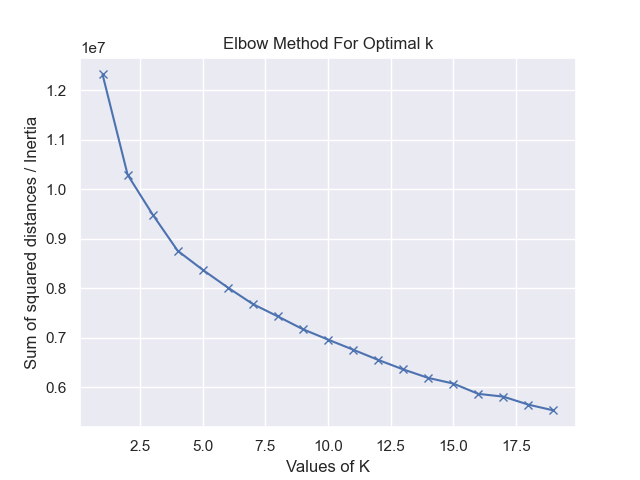 Elbow Method For Optimal k
1e7
1.2
1.1
1.0
0.9
0.8
0.7
0.6
Sum of squared distances / Inertia
2.5 5.0 7.5 10.0 12.5 15.0 17.5
Values of K